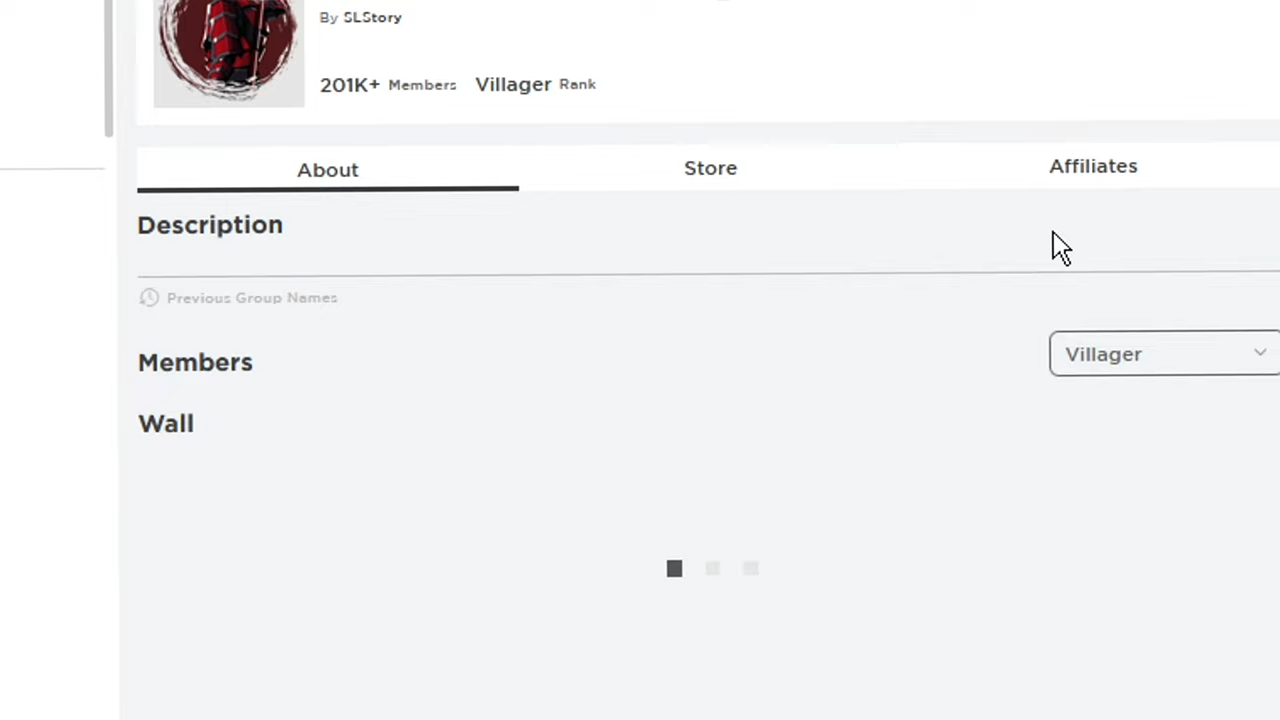 By SLStory
201K+ Members Villager Rank
About Store Affiliates
Description
Previous Group Names
Members Villager
Wall